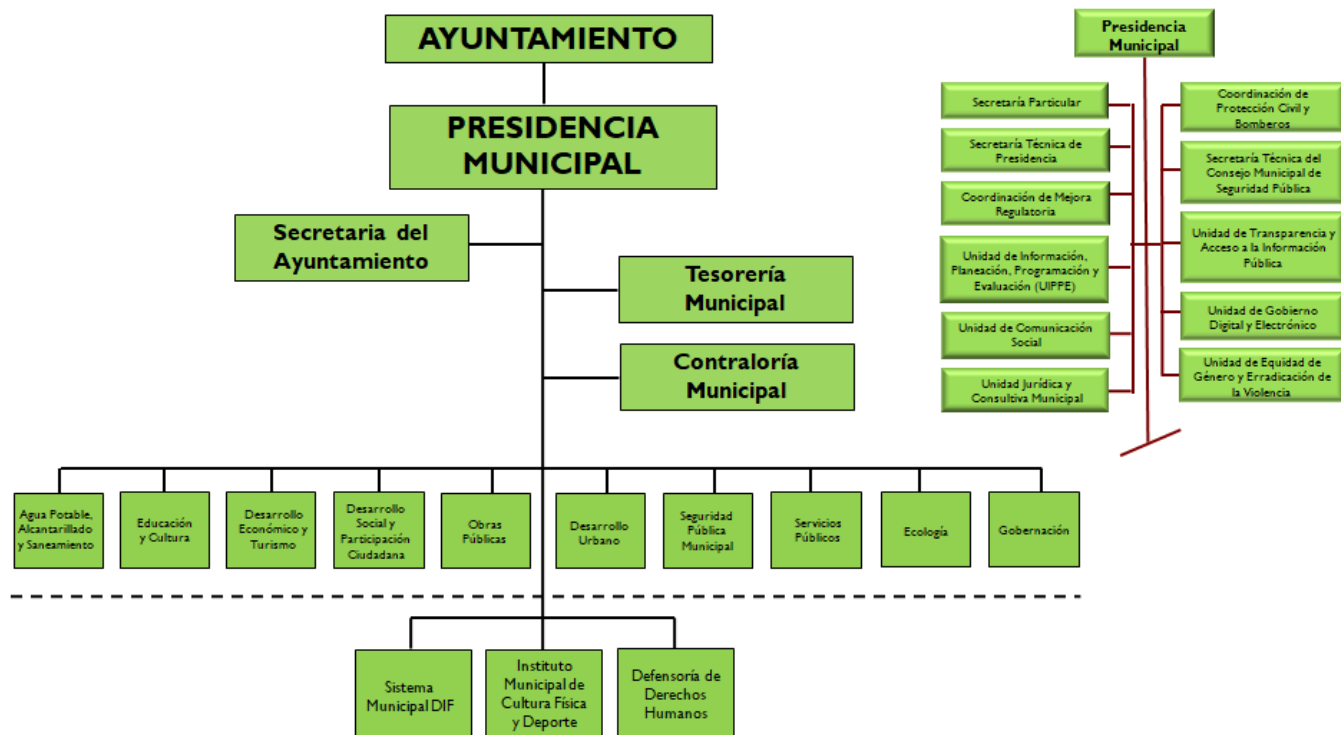 AYUNTAMIENTO
PRESIDENCIA
MUNICIPAL
Secretaria del
Ayuntamiento
Tesorería
Municipal
Contraloría
Municipal
Agua Potable,
Alcantarillado
y Saneamiento
Educación
y Cultura
Desarrollo
Económico y
Turismo
Desarrollo
Social y
Participación
Ciudadana
Obras
Públicas
Desarrollo
Urbano
Seguridad
Pública
Municipal
Servicios
Públicos
Ecología
Gobernación
Sistema
Municipal DIF
Instituto
Municipal de
Cultura Física
y Deporte
Defensoría de
Derechos
Humanos
Presidencia
Municipal
Secretaría Particular
Secretaría Técnica de
Presidencia
Coordinación de Mejora
Regulatoria
Unidad de Información,
Planeación, Programación y
Evaluación (UIPPE)
Unidad de Comunicación
Social
Unidad Jurídica y
Consultiva Municipal
Coordinación de
Protección Civil y
Bomberos
Secretaría Técnica del
Consejo Municipal de
Seguridad Pública
Unidad de Transparencia y
Acceso a la Información
Pública
Unidad de Gobierno
Digital y Electrónico
Unidad de Equidad de
Género y Erradicación de
la Violencia